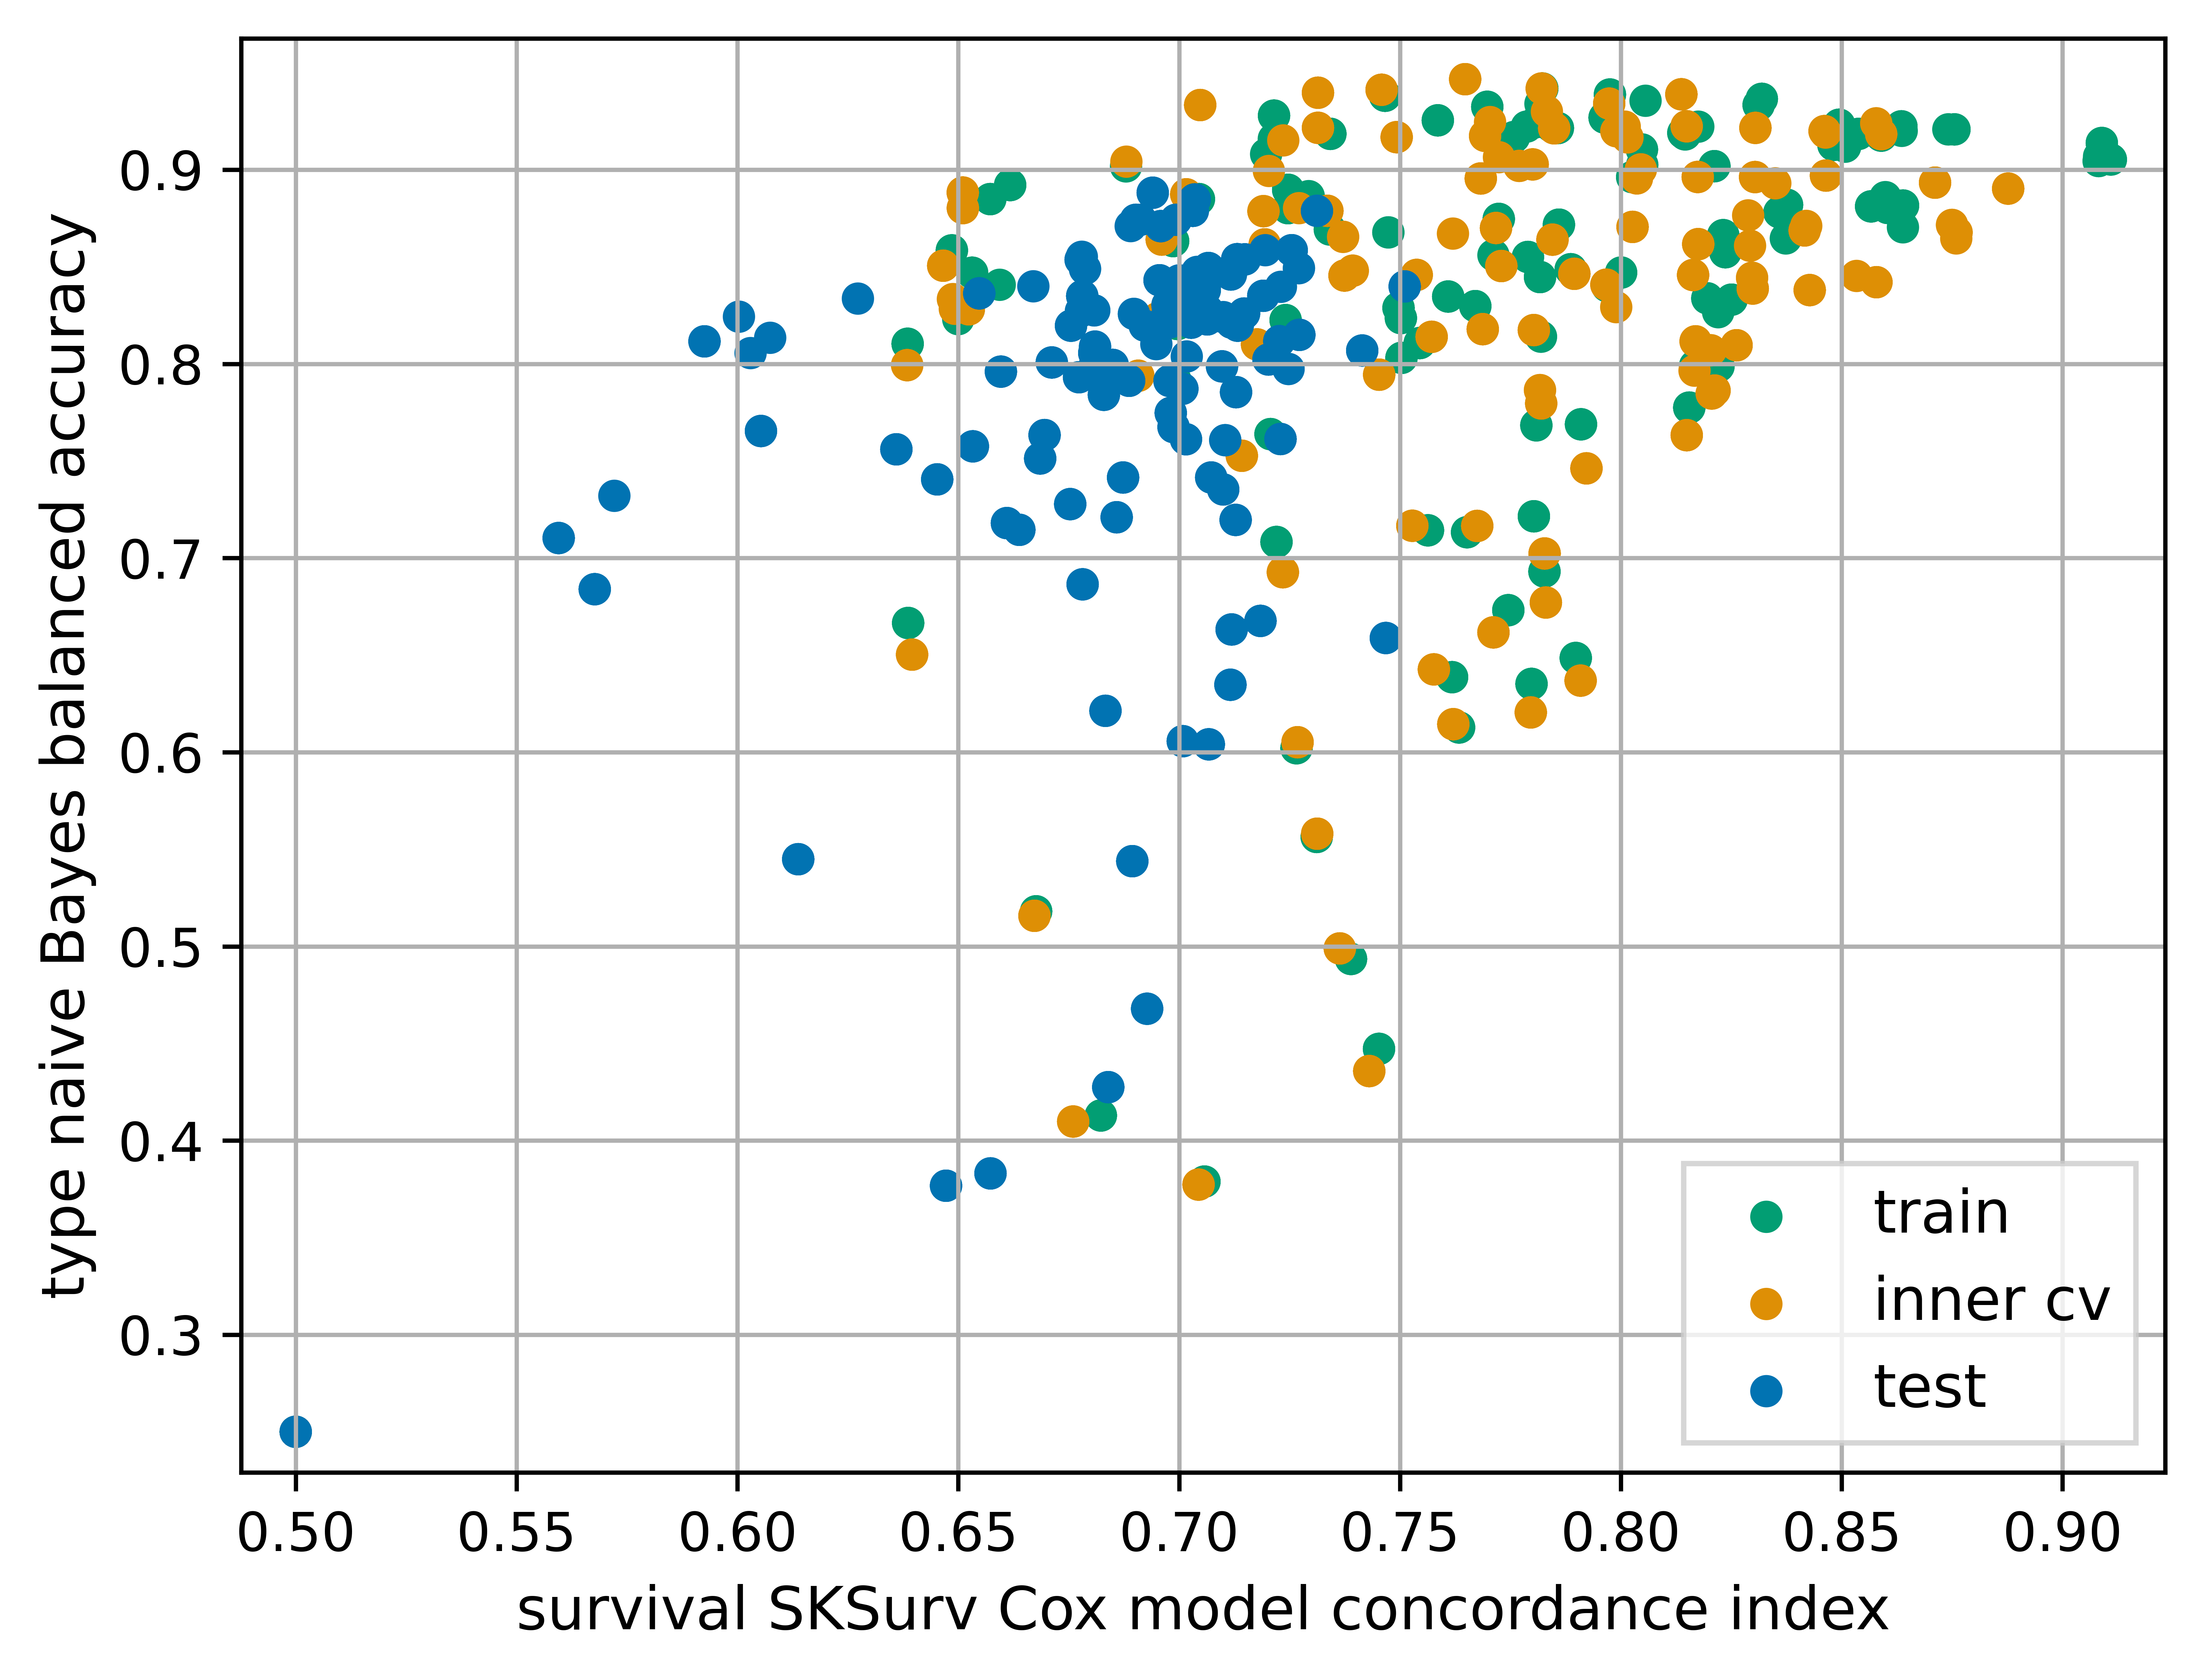 type naive Bayes balanced accuracy
0.9
0.8
0.7
0.6
0.5
0.4
0.3
train
inner cv
test
0.50 0.55 0.60 0.65 0.70 0.75 0.80 0.85 0.90
survival SKSurv Cox model concordance index